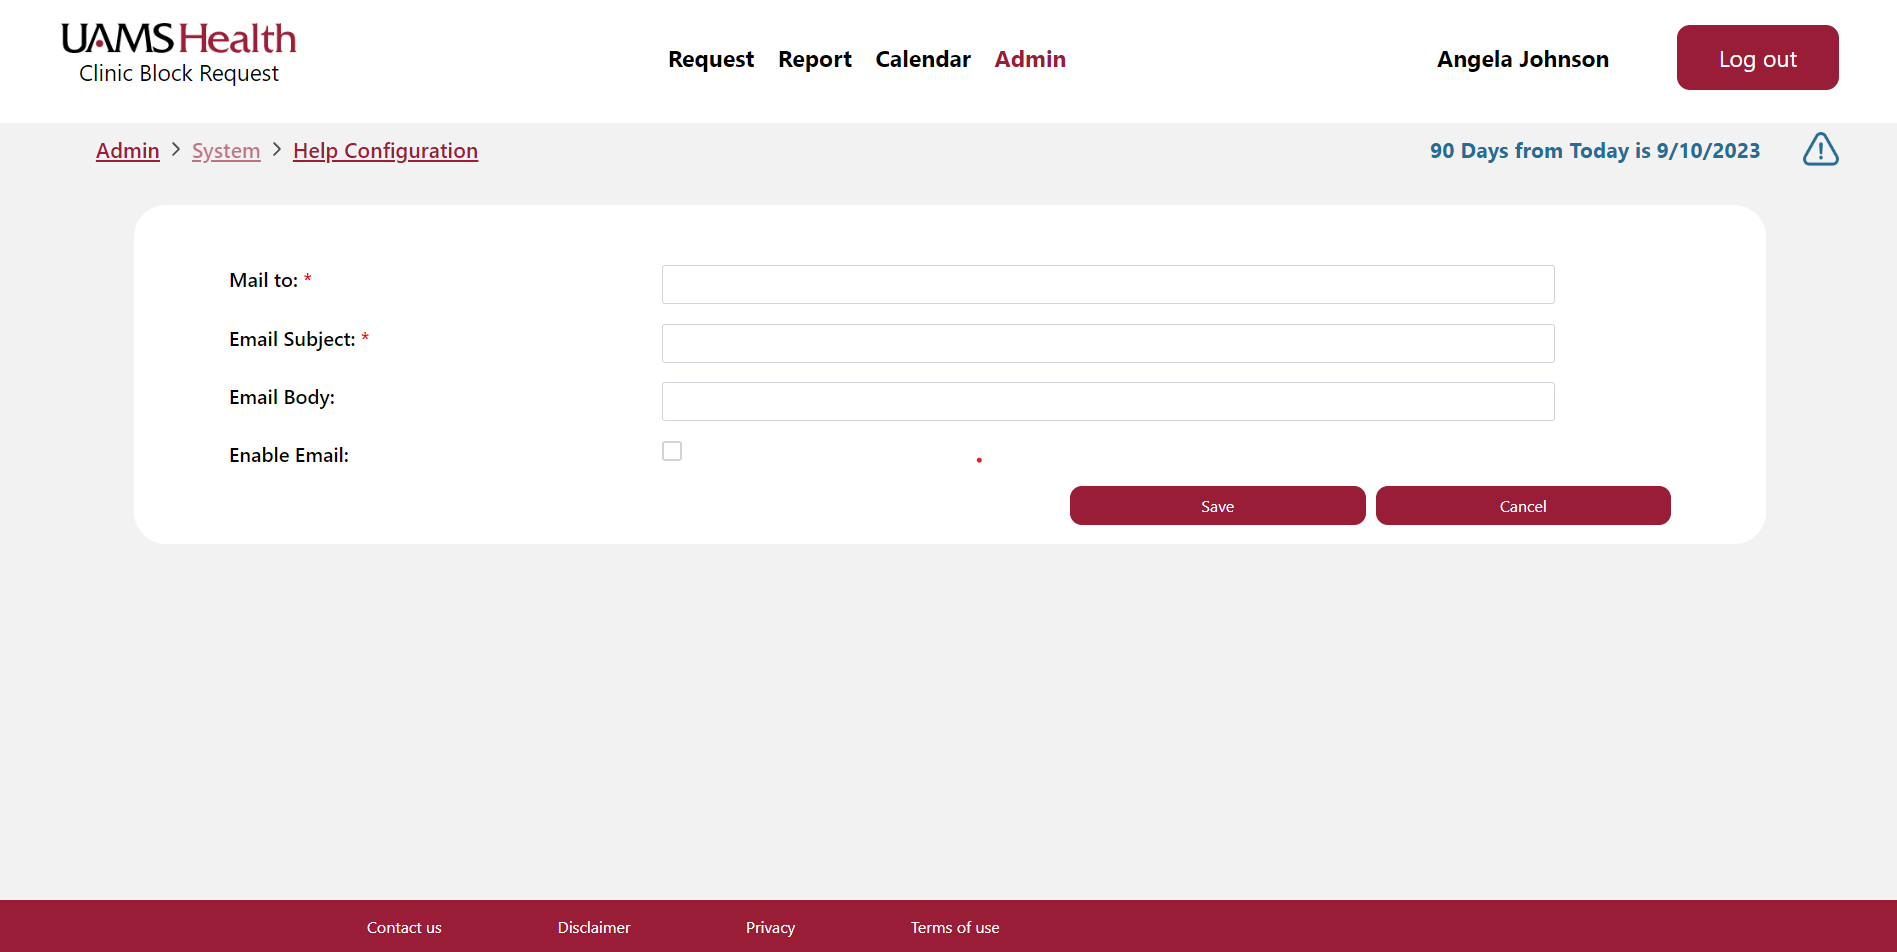 UAMS Health
Clinic Block Request
Request Report Calendar Admin
Angela Johnson
Log out
Admin > System > Help Configuration
90 Days from Today is 9/10/2023
Mail to: *
Email Subject: *
Email Body:
Enable Email:
Save
Cancel
Contact us Disclaimer Privacy Terms of use